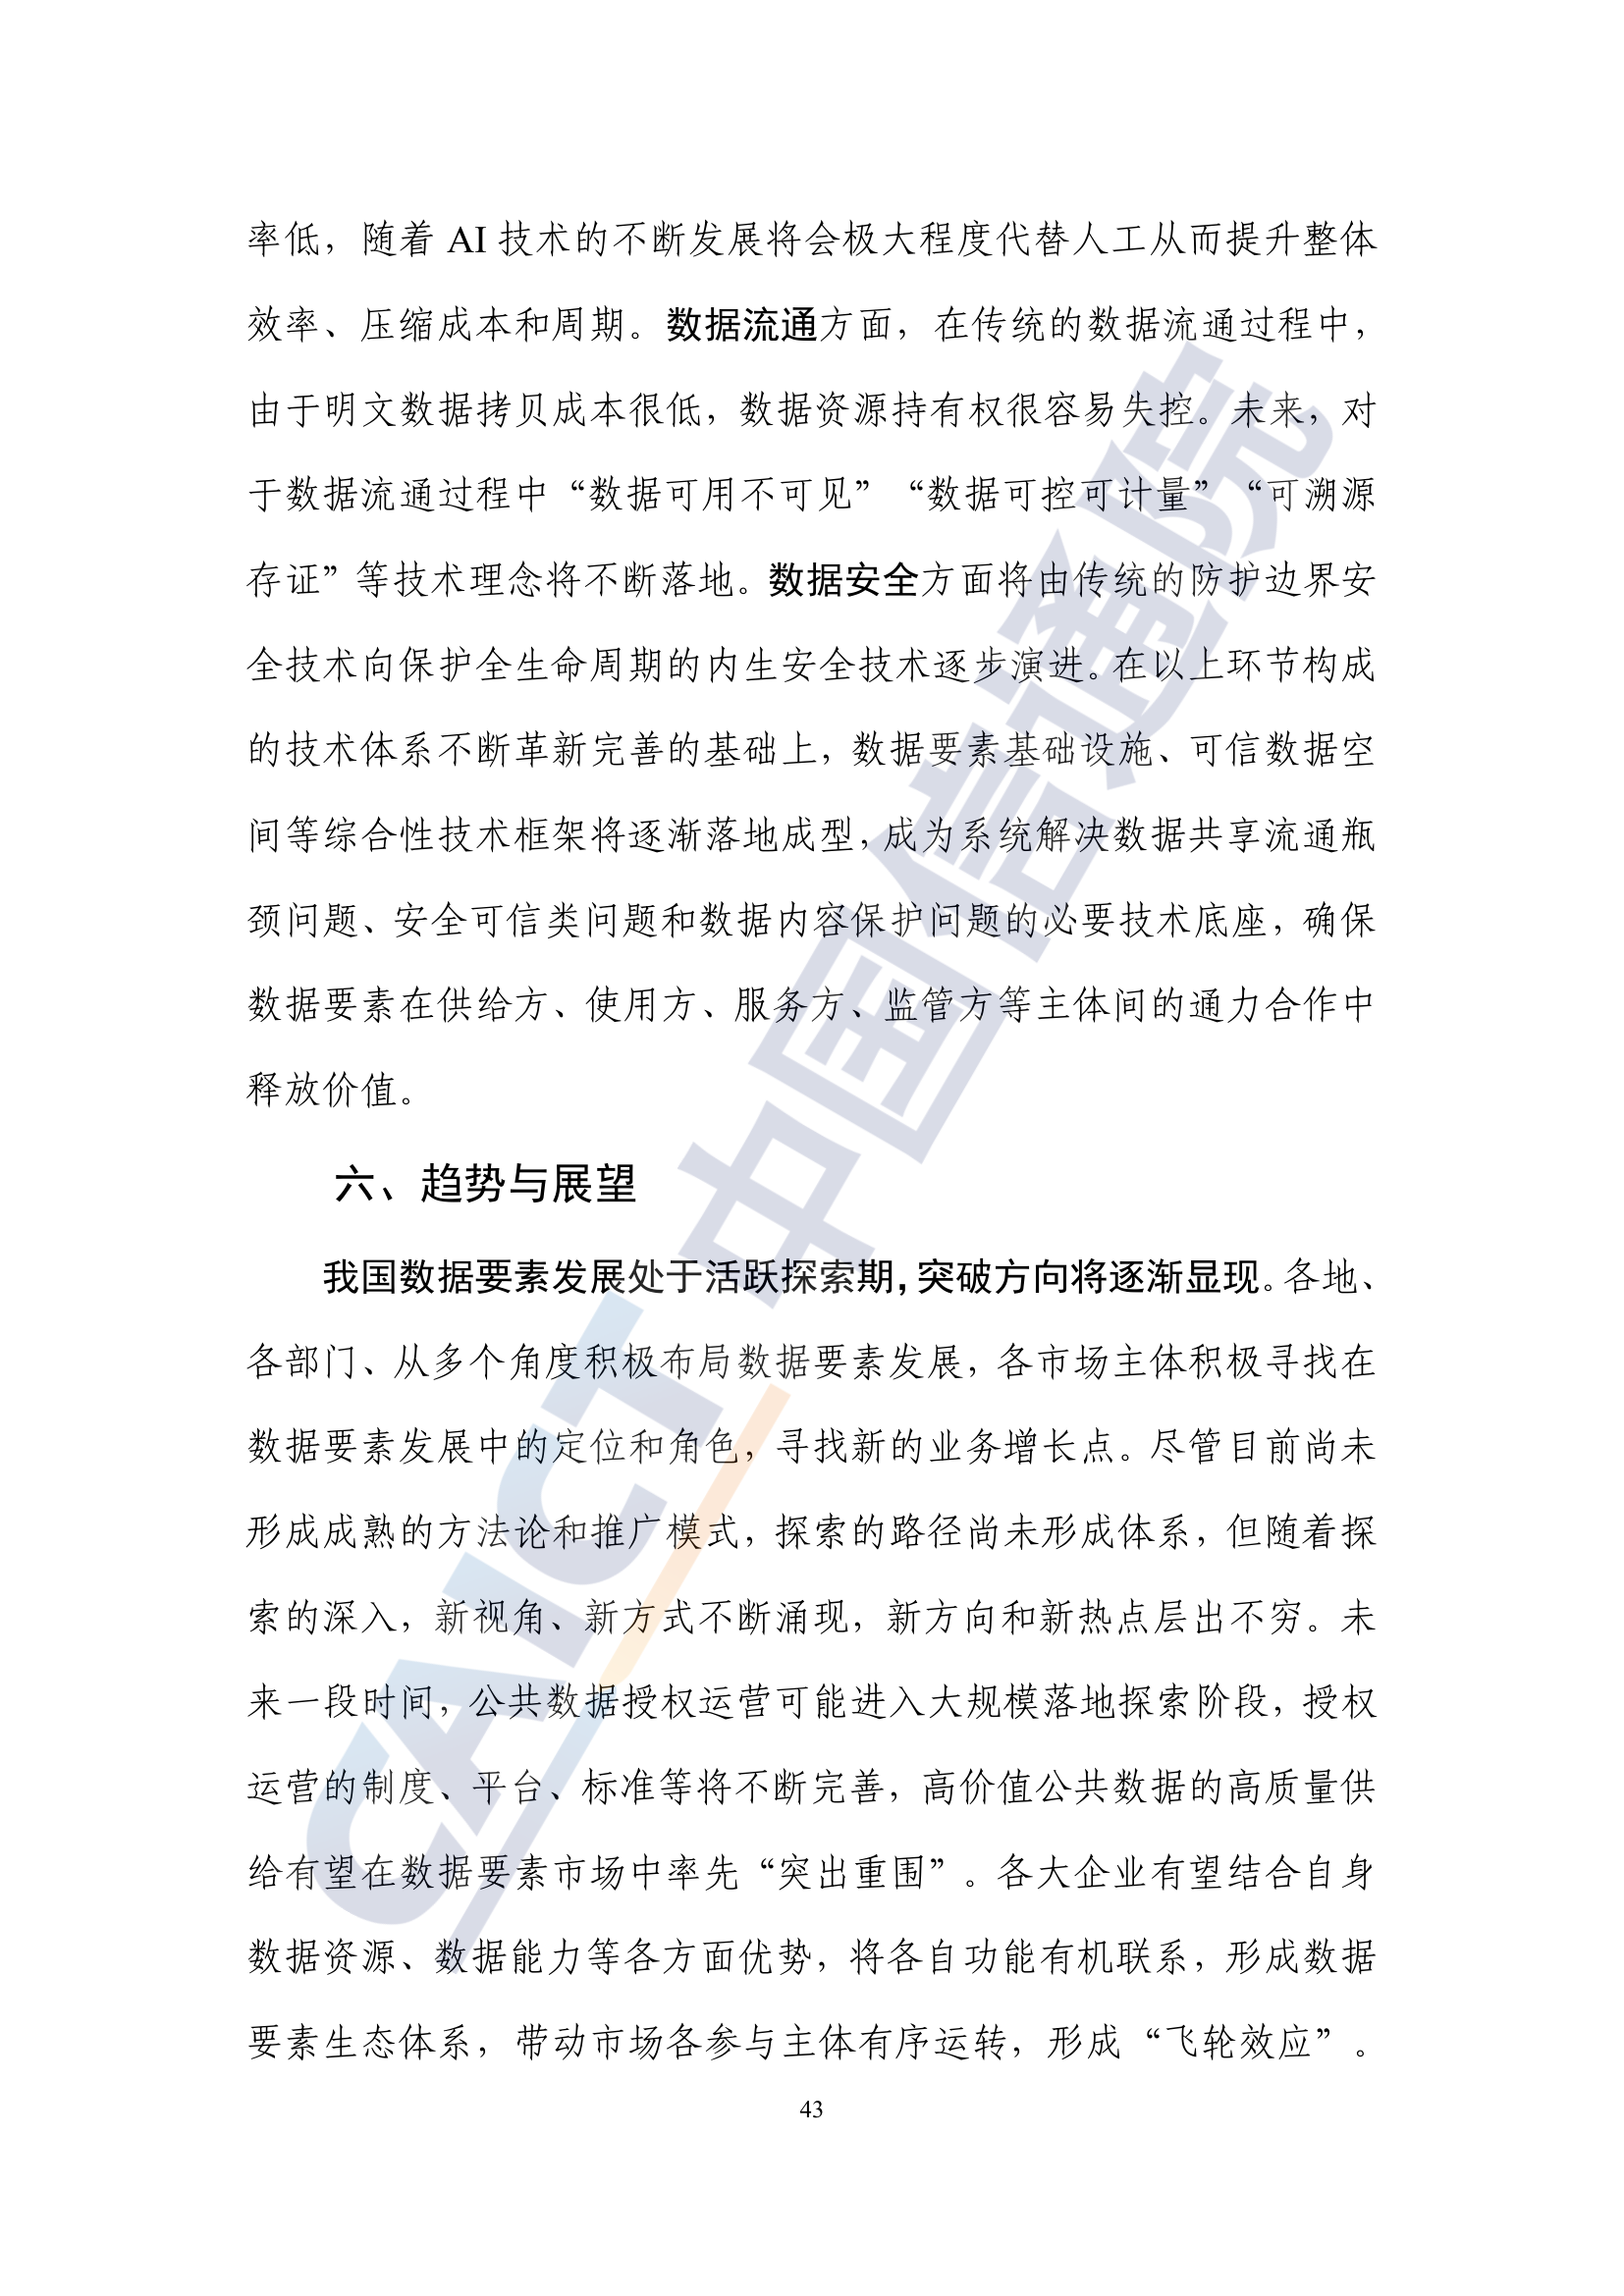 率低，随着 AI 技术的不断发展将会极大程度代替人工从而提升整体
效率、压缩成本和周期。数据流通方面，在传统的数据流通过程中，
由于明文数据拷贝成本很低，数据资源持有权很容易失控。未来，对
于数据流通过程中“数据可用不可见”“数据可控可计量”“可溯源
存证”等技术理念将不断落地。数据安全方面将由传统的防护边界安
全技术向保护全生命周期的内生安全技术逐步演进。在以上环节构成
的技术体系不断革新完善的基础上，数据要素基础设施、可信数据空
间等综合性技术框架将逐渐落地成型，成为系统解决数据共享流通瓶
颈问题、安全可信类问题和数据内容保护问题的必要技术底座，确保
数据要素在供给方、使用方、服务方、监管方等主体间的通力合作中
释放价值。
六、趋势与展望
我国数据要素发展处于活跃探索期，突破方向将逐渐显现。各地、
各部门、从多个角度积极布局数据要素发展，各市场主体积极寻找在
数据要素发展中的定位和角色，寻找新的业务增长点。尽管目前尚未
形成成熟的方法论和推广模式，探索的路径尚未形成体系，但随着探
索的深入，新视角、新方式不断涌现，新方向和新热点层出不穷。未
来一段时间，公共数据授权运营可能进入大规模落地探索阶段，授权
运营的制度、平台、标准等将不断完善，高价值公共数据的高质量供
给有望在数据要素市场中率先“突出重围”。各大企业有望结合自身
数据资源、数据能力等各方面优势，将各自功能有机联系，形成数据
要素生态体系，带动市场各参与主体有序运转，形成“飞轮效应”。
43
CAICT 中国信通院